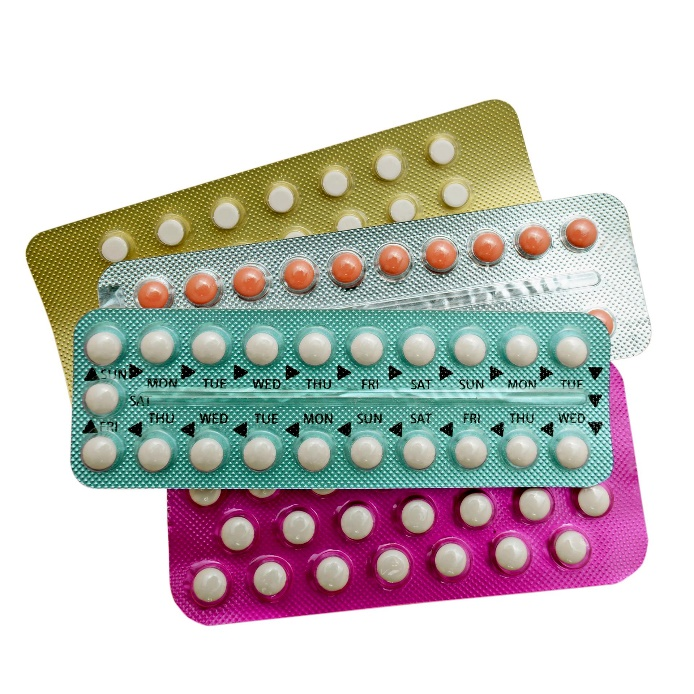 SUN MON TUE WED THU FRI SAT SUN MON TUE
SAT
FRI THU WED TUE MON SUN SAT FRI THU WED